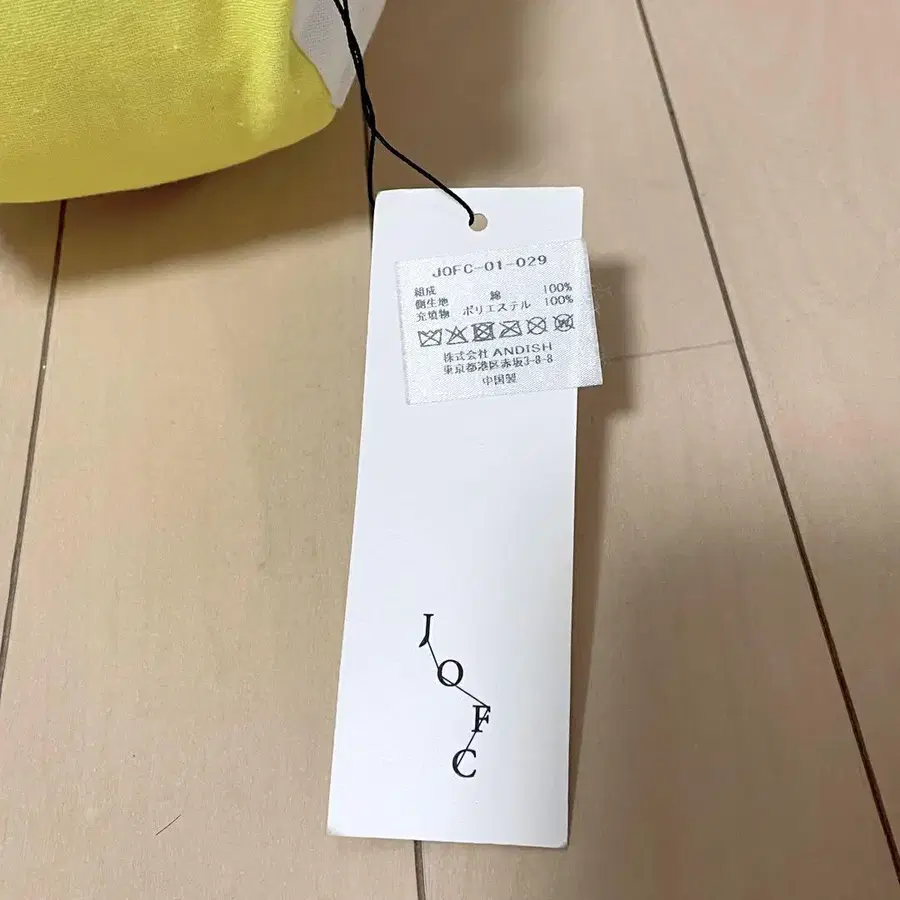 JOFC-01-029
組成
側生地 綿 100%
充填物 ポリエステル 100%
株式会社 ANDISH
東京都港区赤坂3-8-8
中国製
J
O
F
C